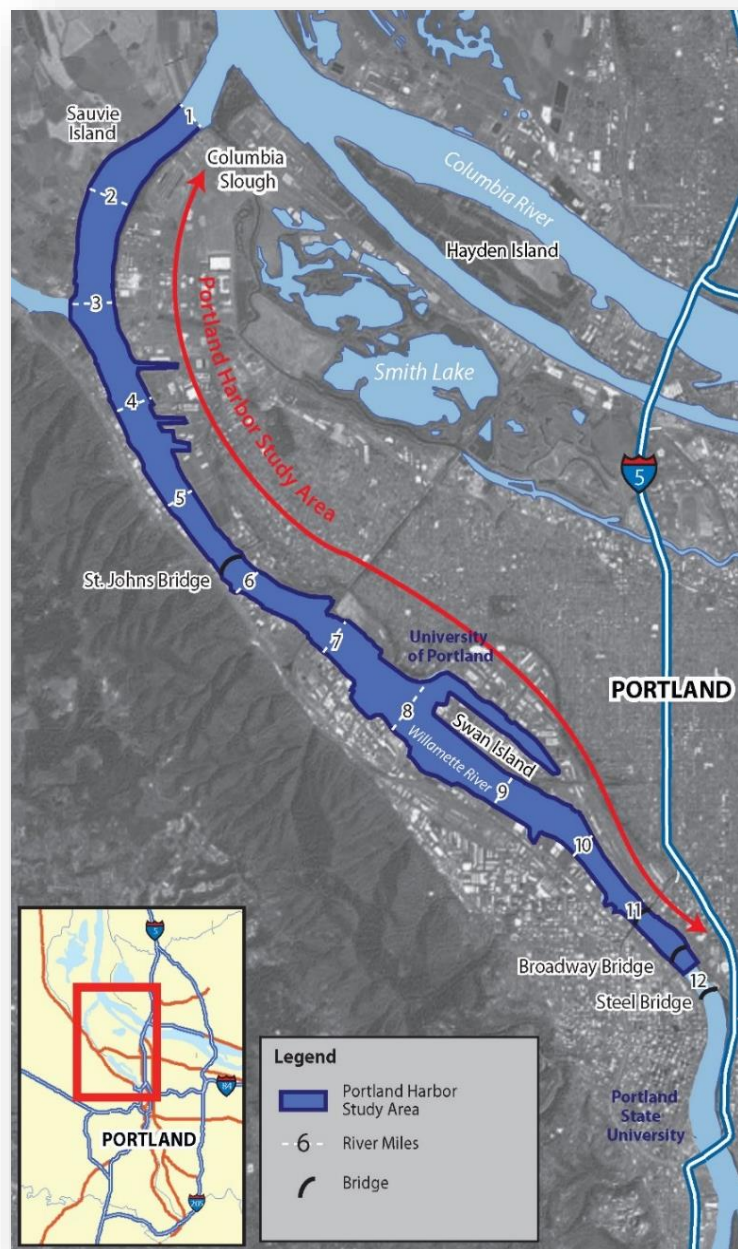 Sauvie
Island
1
Columbia
Slough
2
Columbia River
Hayden Island
3
Portland Harbor Study Area
Smith Lake
4
5
5
St. Johns Bridge
6
7
University
of Portland
PORTLAND
8
Swan Island
Willamette River
9
10
11
Broadway Bridge
12
Steel Bridge
Portland
State
University
5
84
PORTLAND
Legend
Portland Harbor
Study Area
6
River Miles
Bridge